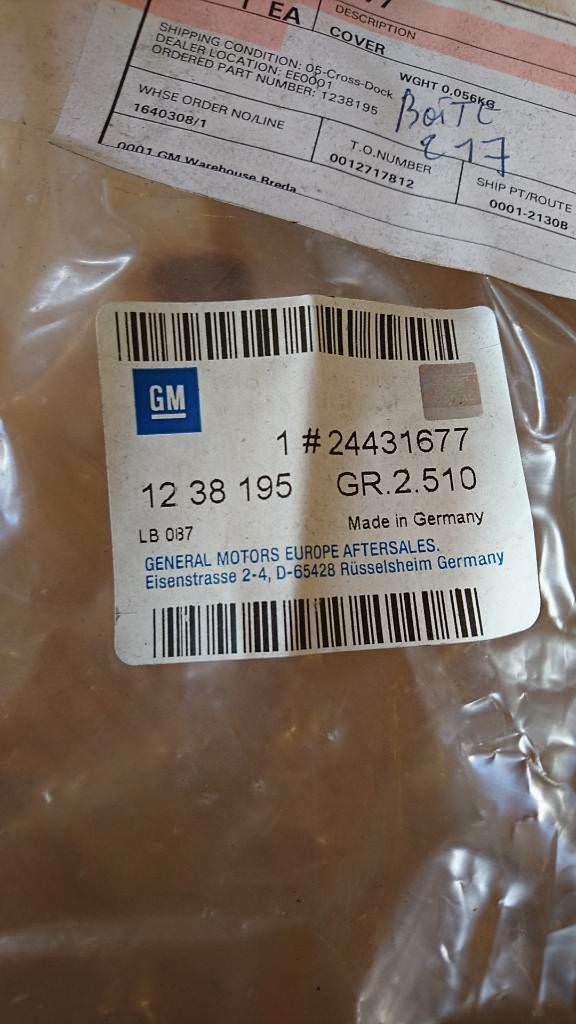 1 EA
DESCRIPTION
COVER
SHIPPING CONDITION: 05-Cross-Dock
WGHT 0,056KG
DEALER LOCATION: EE0001
ORDERED PART NUMBER: 1238195
Boîte
217
WHSE ORDER NO/LINE
1640308/1
T.O.NUMBER
0012717812
SHIP PT/ROUTE
0001-2130B
0001 GM Warehouse Breda
GM
1 # 24431677
12 38 195 GR.2.510
LB 087
Made in Germany
GENERAL MOTORS EUROPE AFTERSALES.
Eisenstrasse 2-4, D-65428 Rüsselsheim Germany